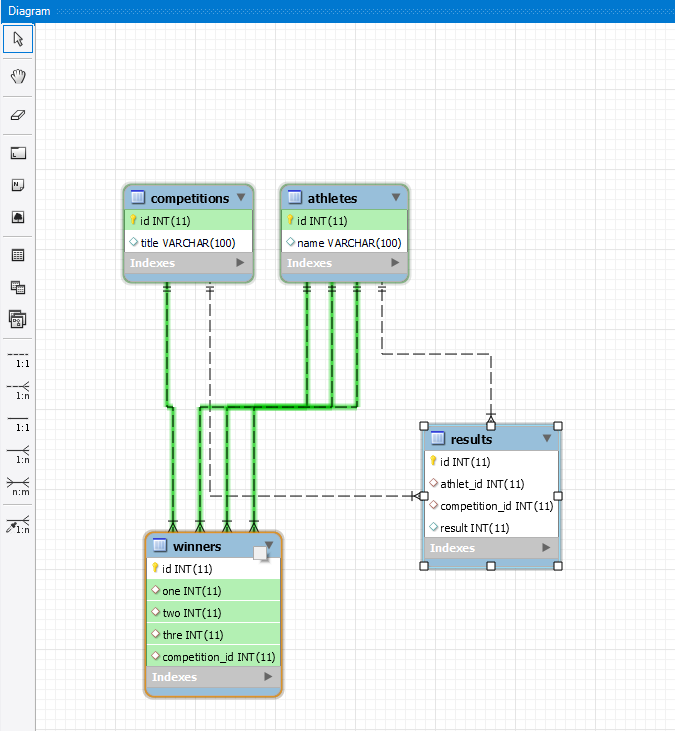 Diagram
1:1
1:n
1:1
1:n
n:m
1:n
competitions
id INT(11)
title VARCHAR(100)
Indexes
athletes
id INT(11)
name VARCHAR(100)
Indexes
results
id INT(11)
athlet_id INT(11)
competition_id INT(11)
result INT(11)
Indexes
winners
id INT(11)
one INT(11)
two INT(11)
thre INT(11)
competition_id INT(11)
Indexes